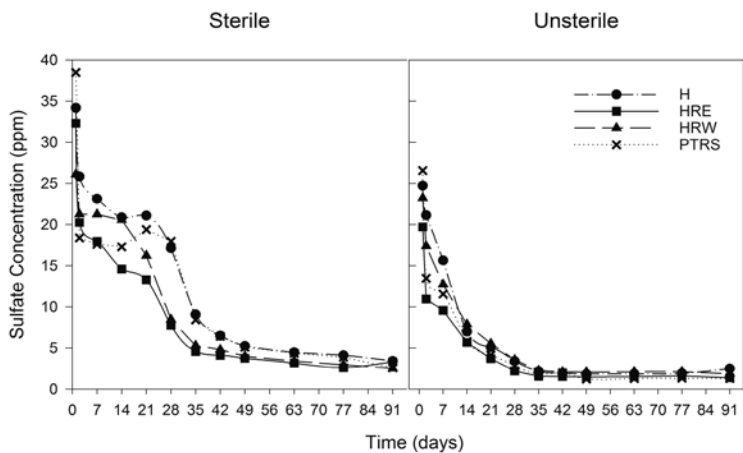 Sterile Unsterile
40
35
30
25
20
15
10
5
0
Sulfate Concentration (ppm)
H
HRE
HRW
PTRS
0 7 14 21 28 35 42 49 56 63 70 77 84 91 0 7 14 21 28 35 42 49 56 63 70 77 84 91
Time (days)